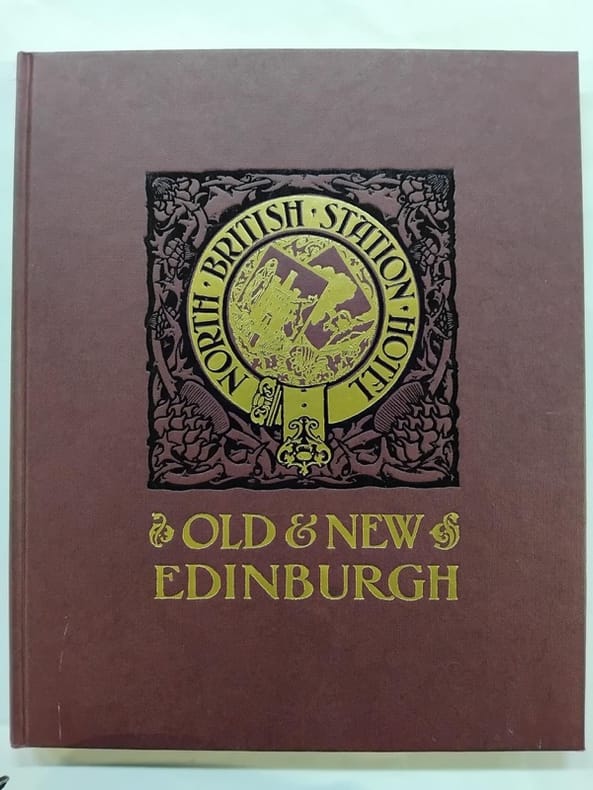 NORTH · BRITISH · STATION · HOTEL
OLD & NEW
EDINBURGH